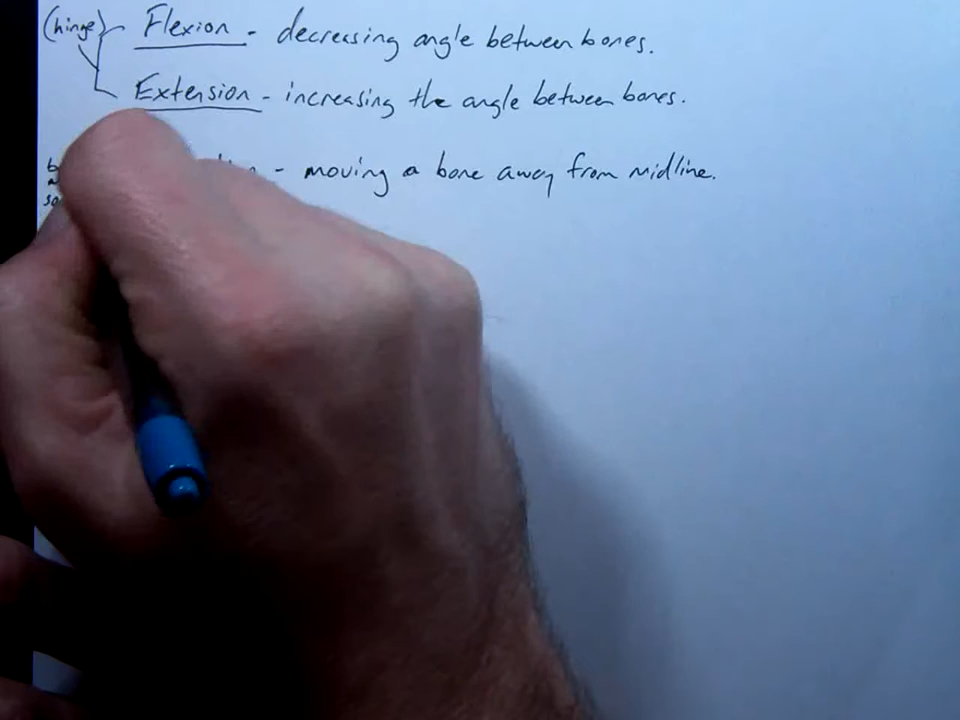 (hinge) Flexion - decreasing angle between bones.
Extension - increasing the angle between bones.
- moving a bone away from midline.